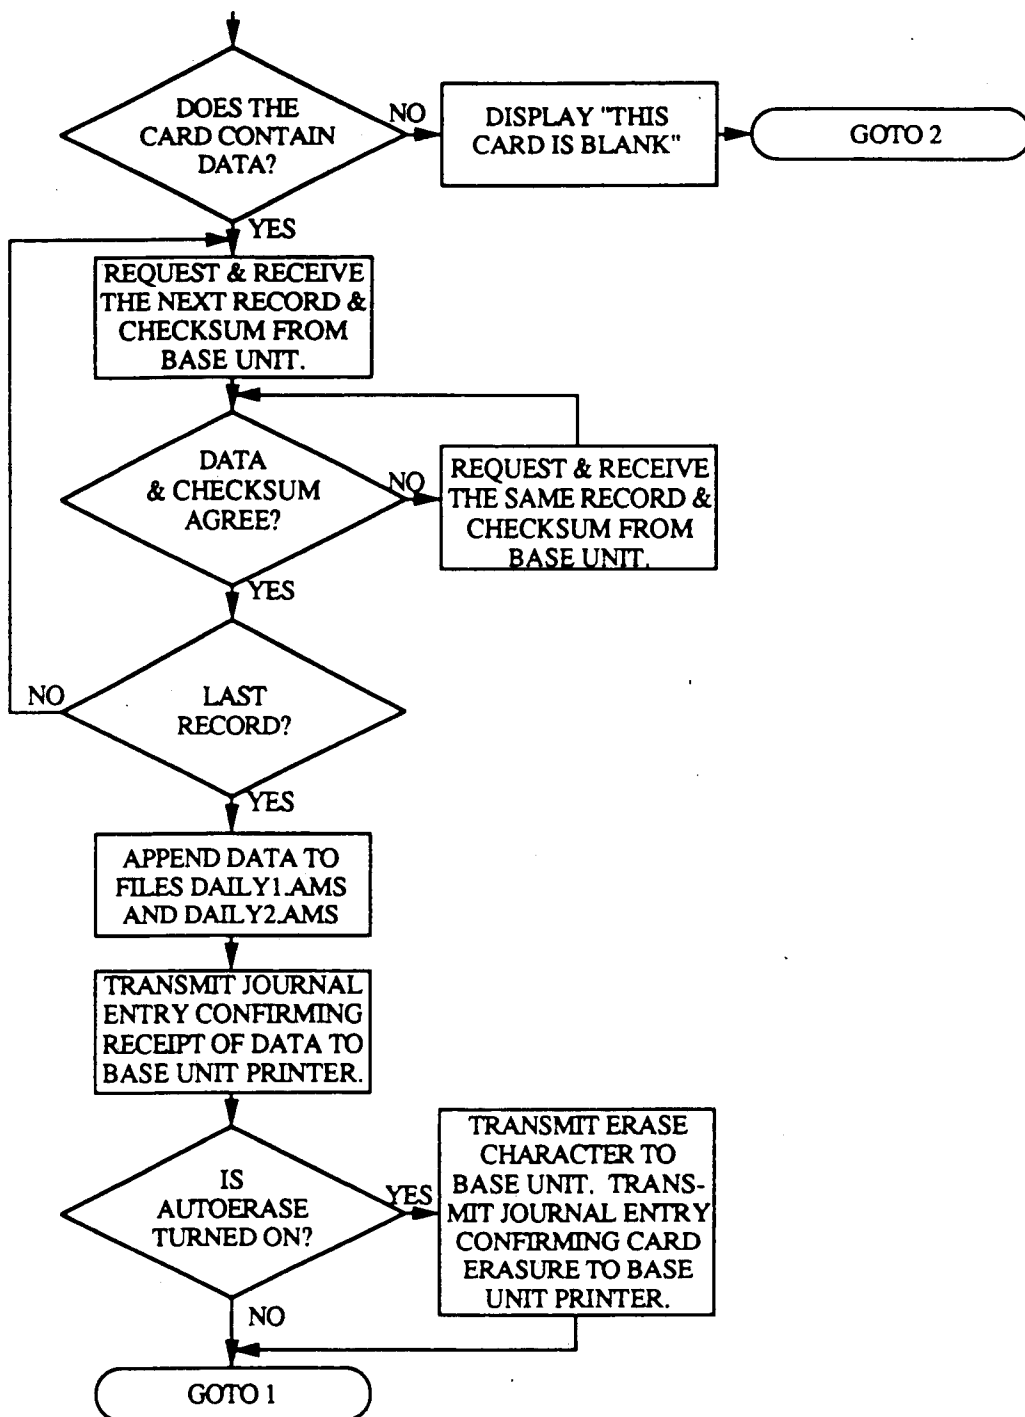 DOES THE
CARD CONTAIN
DATA?
NO
DISPLAY "THIS
CARD IS BLANK"
GOTO 2
YES
REQUEST & RECEIVE
THE NEXT RECORD &
CHECKSUM FROM
BASE UNIT.
DATA
& CHECKSUM
AGREE?
NO
REQUEST & RECEIVE
THE SAME RECORD &
CHECKSUM FROM
BASE UNIT.
YES
LAST
RECORD?
NO
YES
APPEND DATA TO
FILES DAILY1.AMS
AND DAILY2.AMS
TRANSMIT JOURNAL
ENTRY CONFIRMING
RECEIPT OF DATA TO
BASE UNIT PRINTER.
IS
AUTOERASE
TURNED ON?
YES
TRANSMIT ERASE
CHARACTER TO
BASE UNIT. TRANS-
MIT JOURNAL ENTRY
CONFIRMING CARD
ERASURE TO BASE
UNIT PRINTER.
NO
GOTO 1